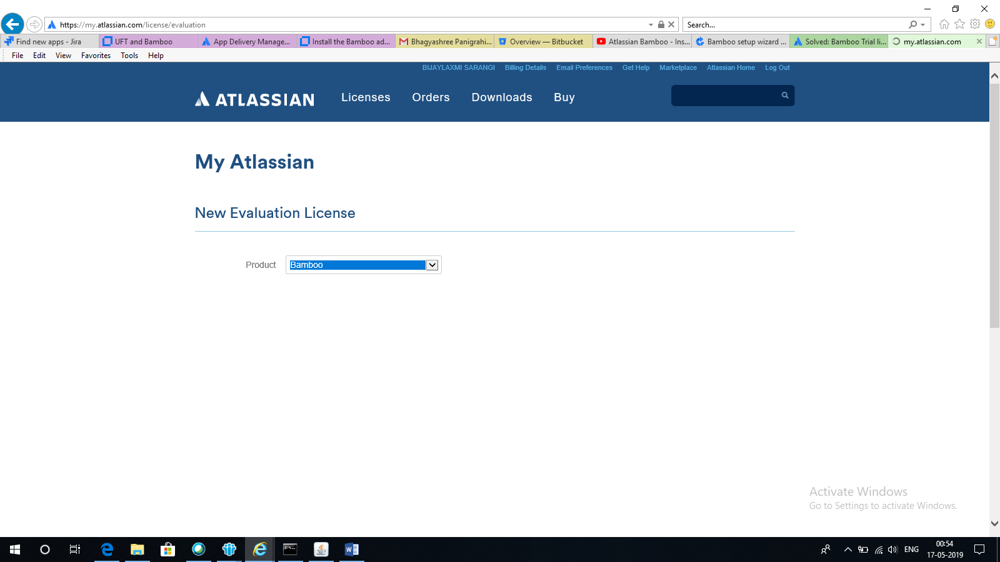 https://my.atlassian.com/license/evaluation
Search...
Find new apps - Jira
UFT and Bamboo
App Delivery Manage...
Install the Bamboo ad...
Bhagyashree Panigrahi...
Overview — Bitbucket
Atlassian Bamboo - Ins...
Bamboo setup wizard ...
Solved: Bamboo Trial li...
my.atlassian.com
File Edit View Favorites Tools Help
BIJAYLAXMI SARANGI Billing Details Email Preferences Get Help Marketplace Atlassian Home Log Out
ATLASSIAN Licenses Orders Downloads Buy
My Atlassian
New Evaluation License
Product Bamboo
Activate Windows
Go to Settings to activate Windows.
ENG
00:54
17-05-2019